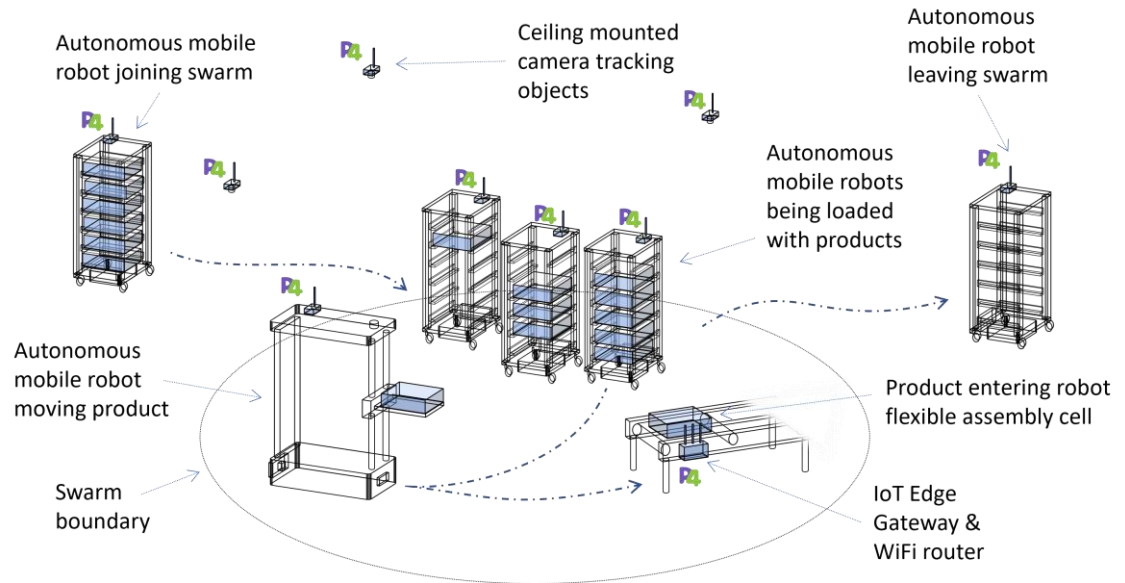 Autonomous mobile
robot joining swarm
Ceiling mounted
camera tracking
objects
Autonomous
mobile robot
leaving swarm
P4
P4
P4
P4
P4
Autonomous
mobile robots
being loaded
with products
P4
P4
P4
P4
Autonomous
mobile robot
moving product
Product entering robot
flexible assembly cell
P4
Swarm
boundary
IoT Edge
Gateway &
WiFi router